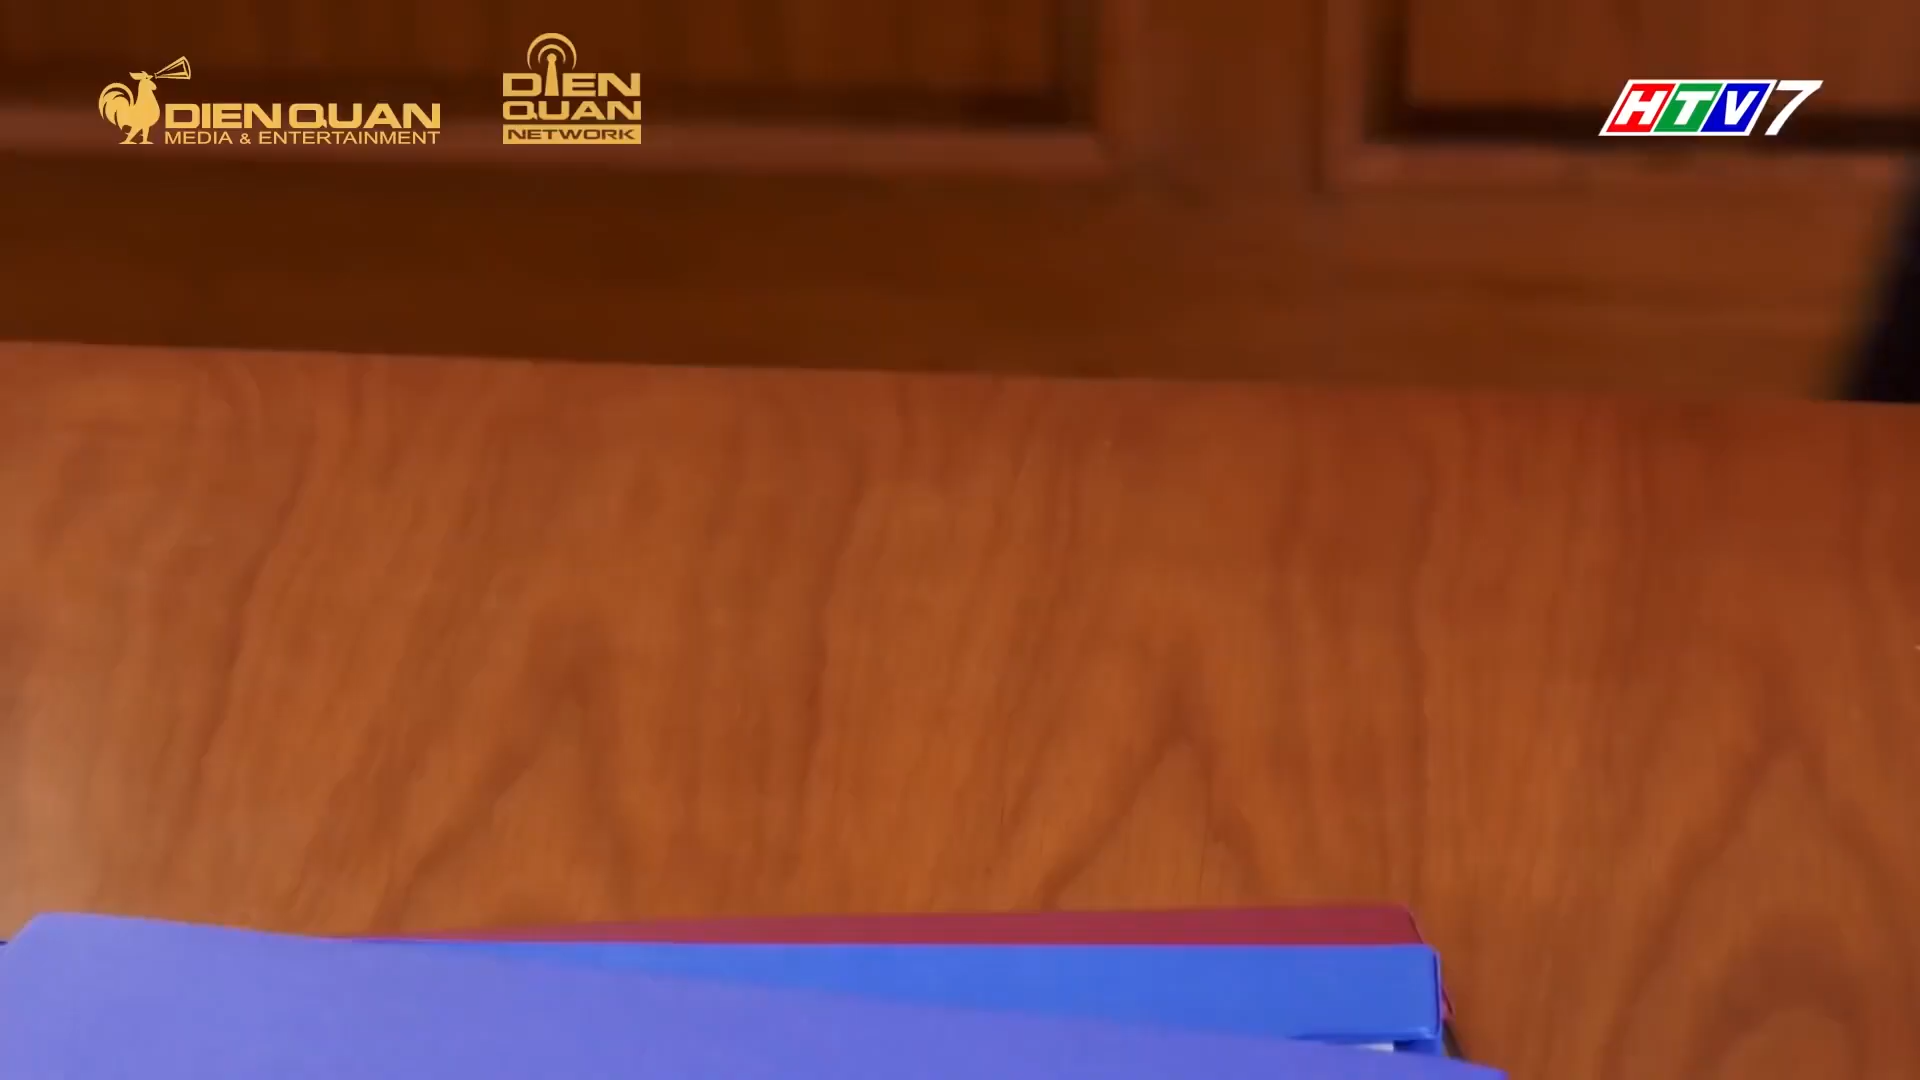 DIEN QUAN
MEDIA & ENTERTAINMENT
DIEN
QUAN
NETWORK
HTV7